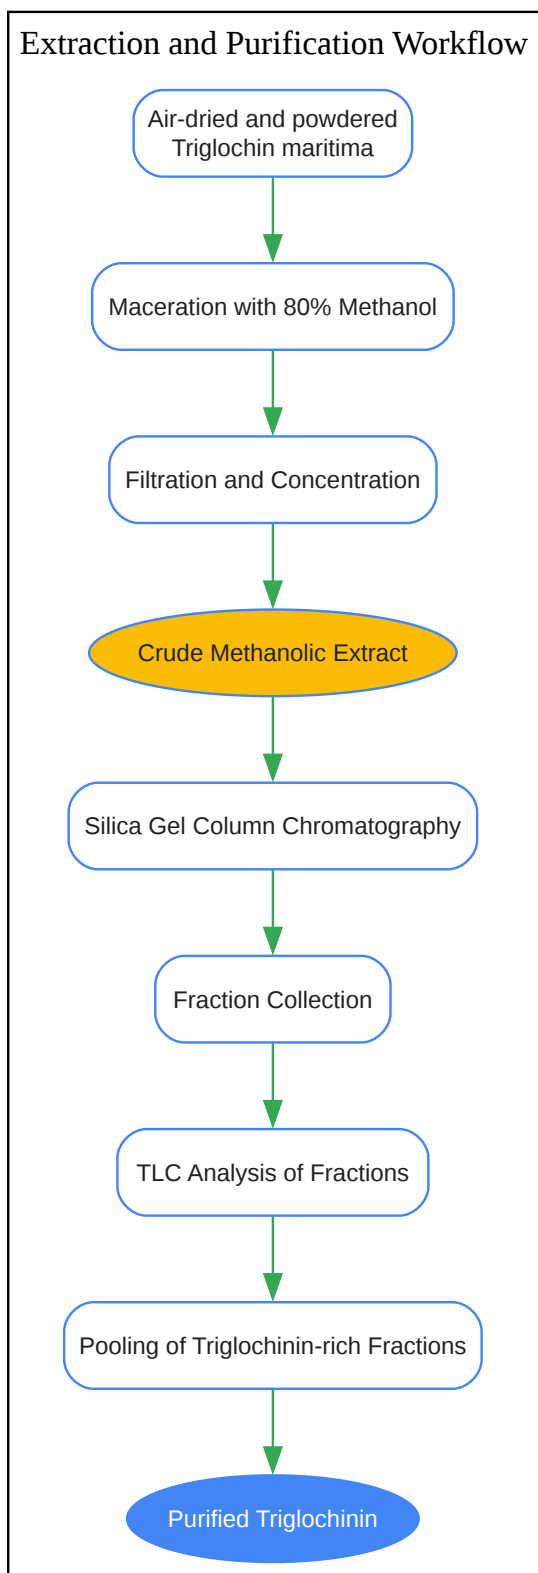 Extraction and Purification Workflow
Air-dried and powdered
Triglochin maritima
Maceration with 80% Methanol
Filtration and Concentration
Crude Methanolic Extract
Silica Gel Column Chromatography
Fraction Collection
TLC Analysis of Fractions
Pooling of Triglochinin-rich Fractions
Purified Triglochinin